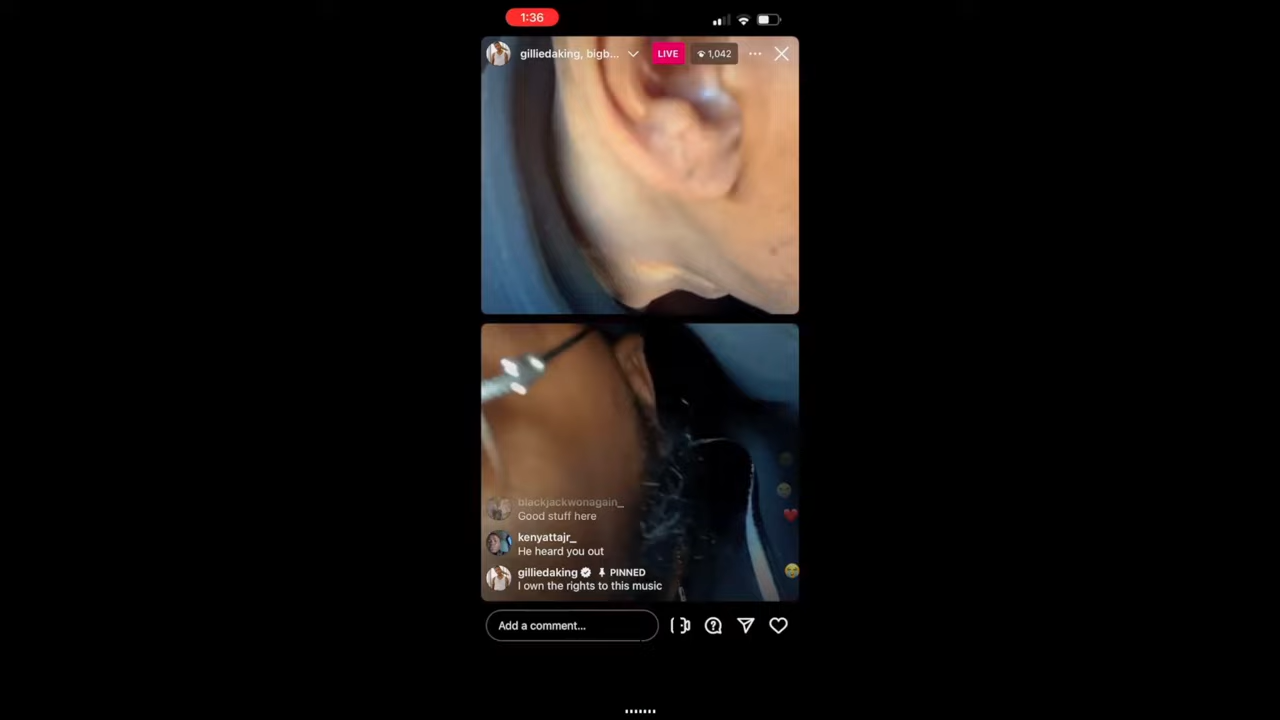 1:36
gilliedaking, bigb...
LIVE
1,042
blackjackwonagain_
Good stuff here
kenyattajr_
He heard you out
gilliedaking PINNED
I own the rights to this music
Add a comment...